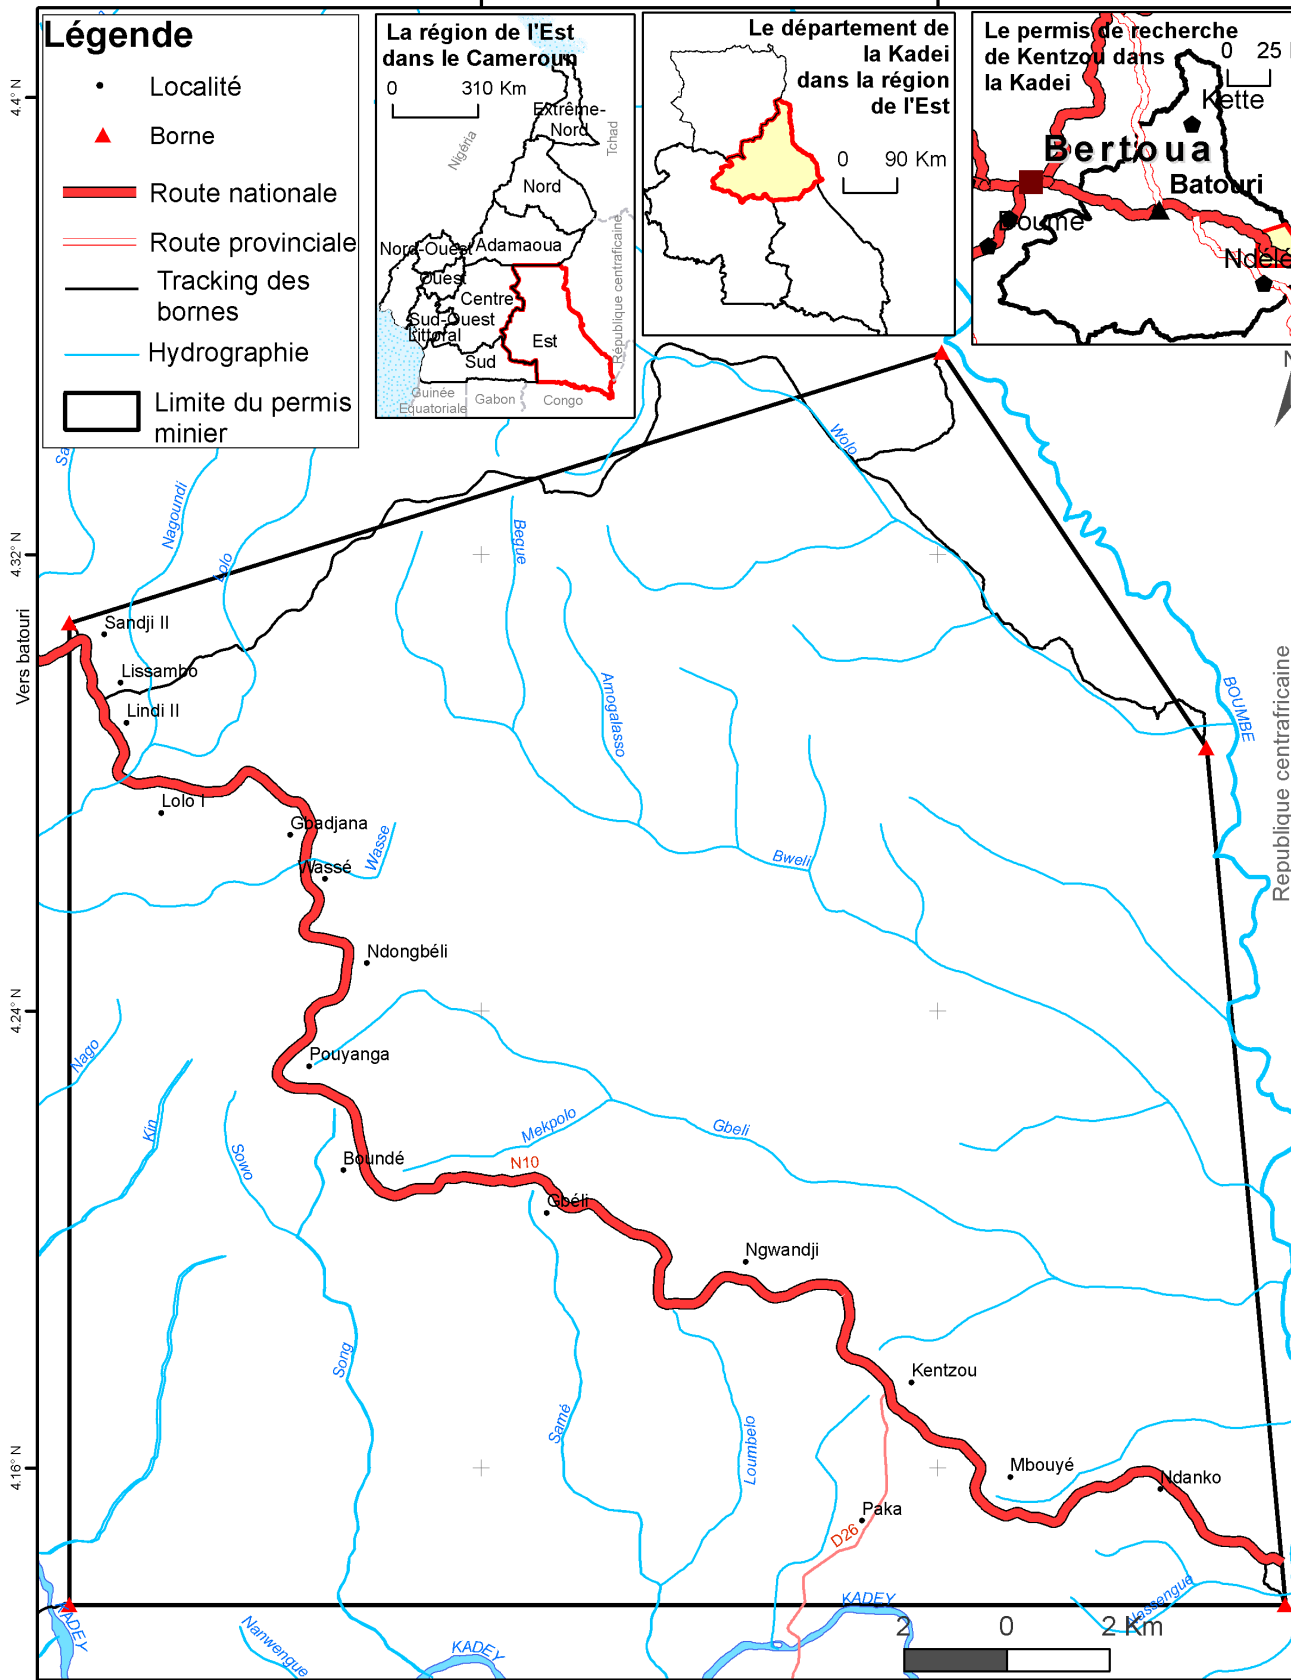 Légende
Localité
Borne
Route nationale
Route provinciale
Tracking des
bornes
Hydrographie
Limite du permis
minier
La région de l'Est
dans le Cameroun
0 310 Km
Extrême-
Nord
Nigéria
Tchad
Nord
Adamaoua
Nord-Ouest
Ouest
Centre
Sud-Ouest
Littoral
Est
Sud
République centraficaine
Guinée
Equatoriale
Gabon
Congo
Le département de
la Kadei
dans la région
de l'Est
0 90 Km
Le permis de recherche
de Kentzou dans
la Kadei
0 25
Kette
Bertoua
Batouri
Doume
Ndélé
4.4° N
4.32° N
4.24° N
4.16° N
Vers batouri
Republique centrafricaine
Sa
Nagoundi
Lolo
Begue
Wolo
BOUMBE
Sandji II
Lissambo
Lindi II
Amogalasso
Lolo I
Gbadjana
Wasse
Wassé
Bweli
Ndongbéli
Nago
Pouyanga
Kin
Sowo
Mekpolo
Gbeli
Boundé
N10
Gbéli
Ngwandji
Song
Kentzou
Samé
Loumbelo
Mbouyé
Ndanko
Paka
D26
KADEY
Nanwengue
KADEY
KADEY
2 0 2 Km